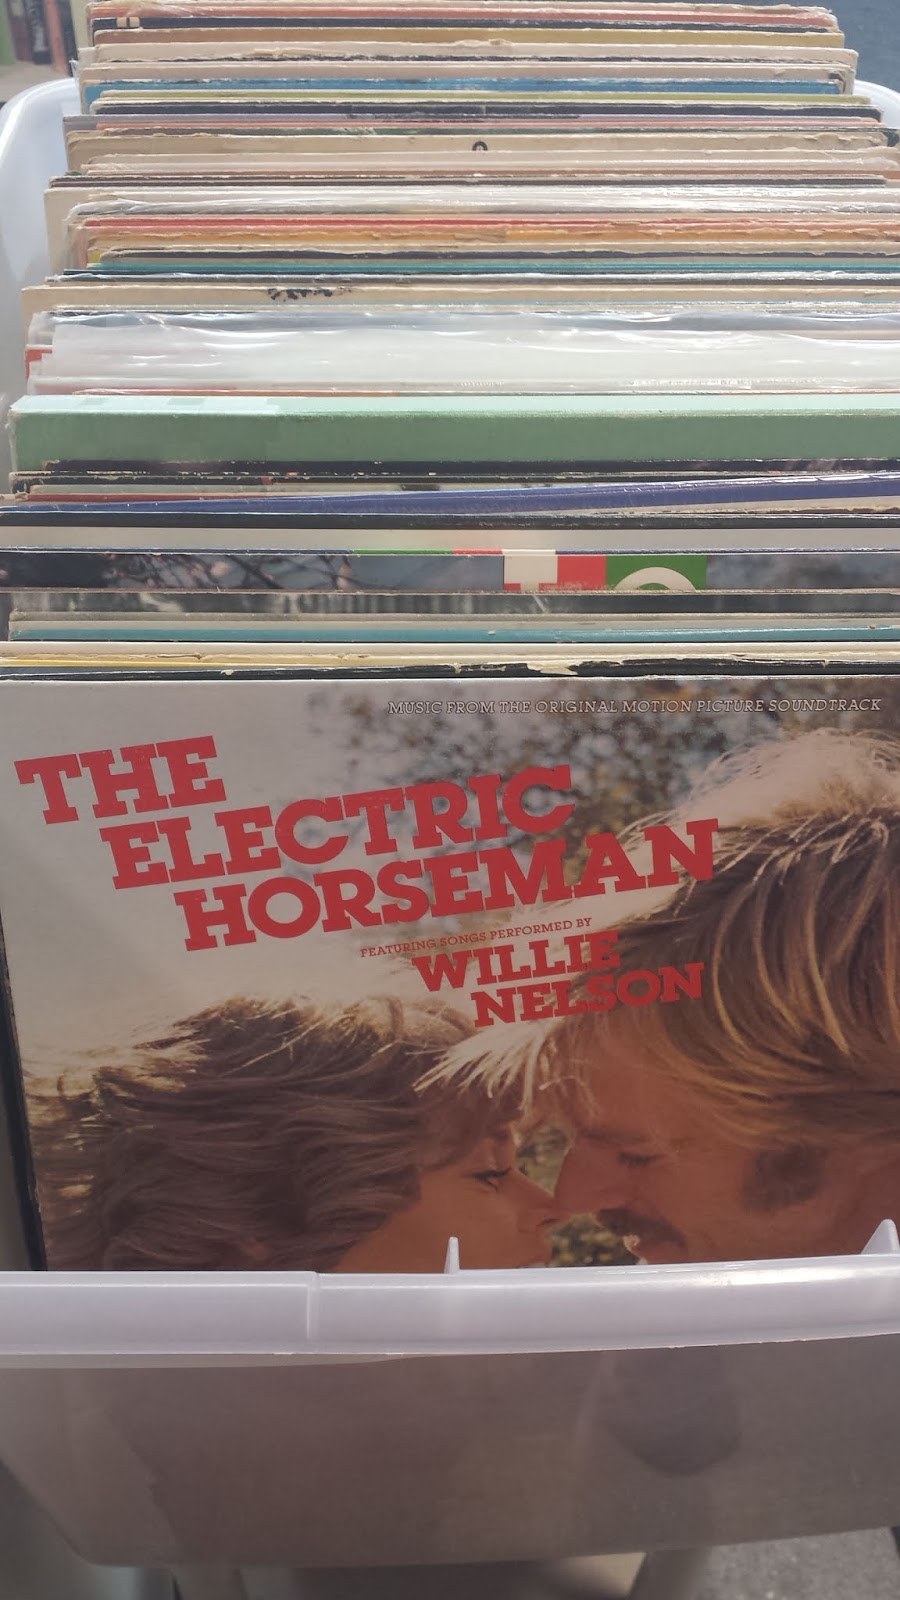 MUSIC FROM THE ORIGINAL MOTION PICTURE SOUNDTRACK
THE
ELECTRIC
HORSEMAN
FEATURING SONGS PERFORMED BY
WILLIE
NELSON